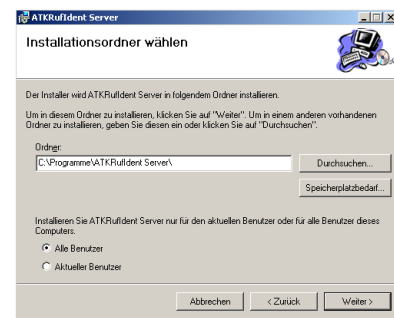 ATKRufIdent Server
Installationsordner wählen
Der Installer wird ATKRufIdent Server in folgendem Ordner installieren.
Um in diesem Ordner zu installieren, klicken Sie auf "Weiter". Um in einem anderen vorhandenen
Ordner zu installieren, geben Sie diesen ein oder klicken Sie auf "Durchsuchen".
Ordner:
C:\Programme\ATKRufIdent Server\
Durchsuchen...
Speicherplatzbedarf...
Installieren Sie ATKRufIdent Server nur für den aktuellen Benutzer oder für alle Benutzer dieses
Computers.
Alle Benutzer
Aktueller Benutzer
Abbrechen
< Zurück
Weiter >